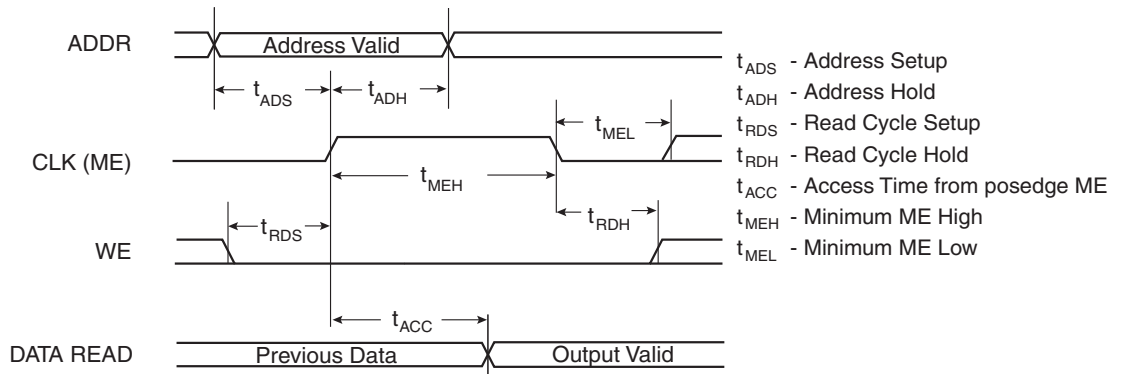 ADDR
Address Valid
tADS
tADH
CLK (ME)
tMEL
tMEH
WE
tRDS
tRDH
tACC
DATA READ
Previous Data
Output Valid
tADS - Address Setup
tADH - Address Hold
tRDS - Read Cycle Setup
tRDH - Read Cycle Hold
tACC - Access Time from posedge ME
tMEH - Minimum ME High
tMEL - Minimum ME Low